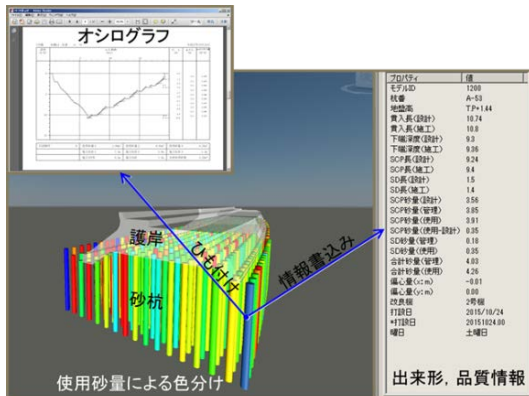 オシログラフ
護岸
ひも付け
情報書込み
砂杭
使用砂量による色分け
プロパティ 値
モデルID 1200
杭番 A-53
地盤高 T.P+1.44
貫入長(設計) 10.74
貫入長(施工) 10.8
下端深度(設計) 9.3
下端深度(施工) 9.36
SCP長(設計) 9.24
SCP長(施工) 9.4
SD長(設計) 1.5
SD長(施工) 1.4
SCP砂量(設計) 3.56
SCP砂量(管理) 3.85
SCP砂量(使用) 3.91
SCP砂量(使用-設計) 0.35
SD砂量(管理) 0.18
SD砂量(使用) 0.35
合計砂量(管理) 4.03
合計砂量(使用) 4.26
偏心量(x:m) -0.01
偏心量(y:m) 0.00
改良機 2号機
打設日 2015/10/24
*打設日 20151024.00
曜日 土曜日
出来形，品質情報